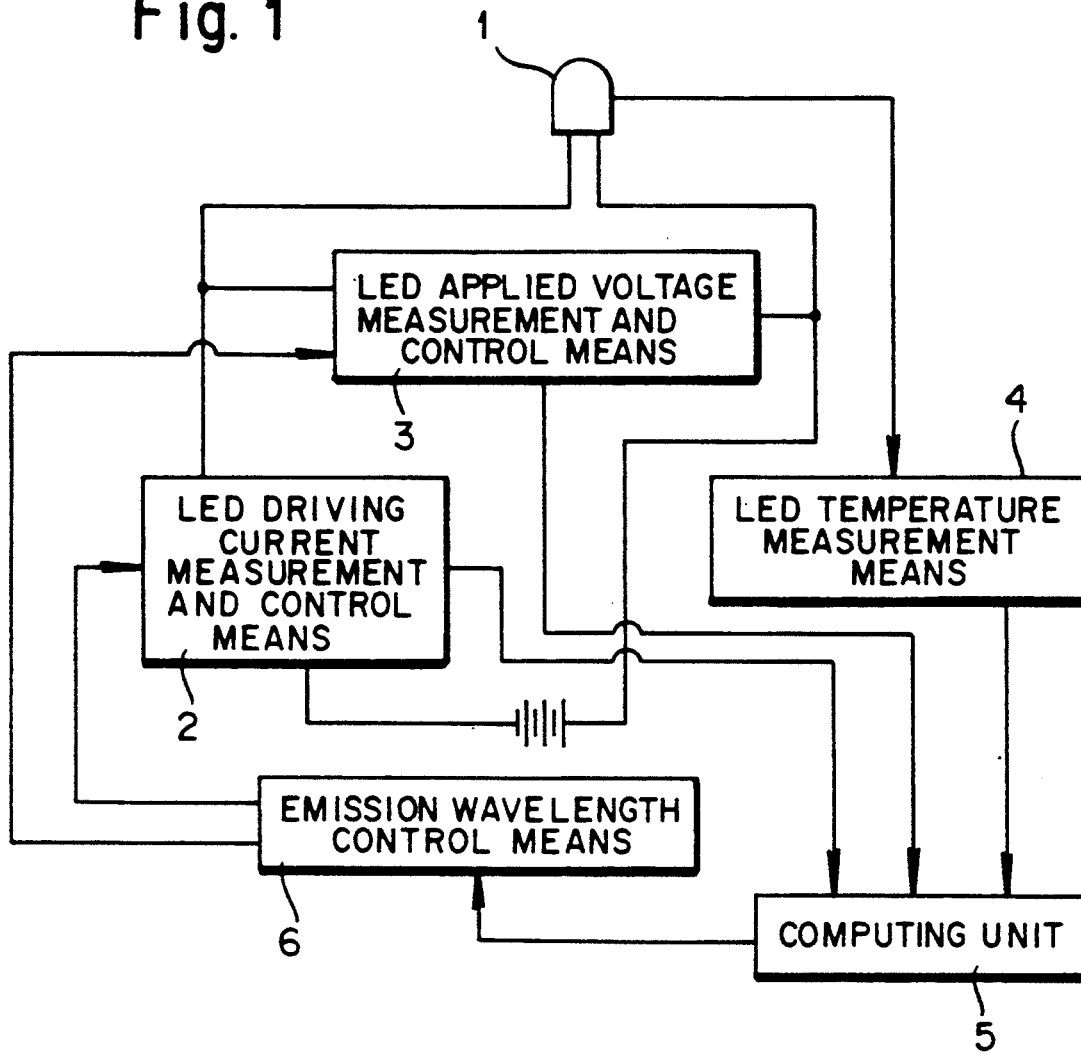 Fig. 1
1
LED APPLIED VOLTAGE
MEASUREMENT AND
CONTROL MEANS
3
4
LED DRIVING
CURRENT
MEASUREMENT
AND CONTROL
MEANS
2
LED TEMPERATURE
MEASUREMENT
MEANS
EMISSION WAVELENGTH
CONTROL MEANS
6
COMPUTING UNIT
5